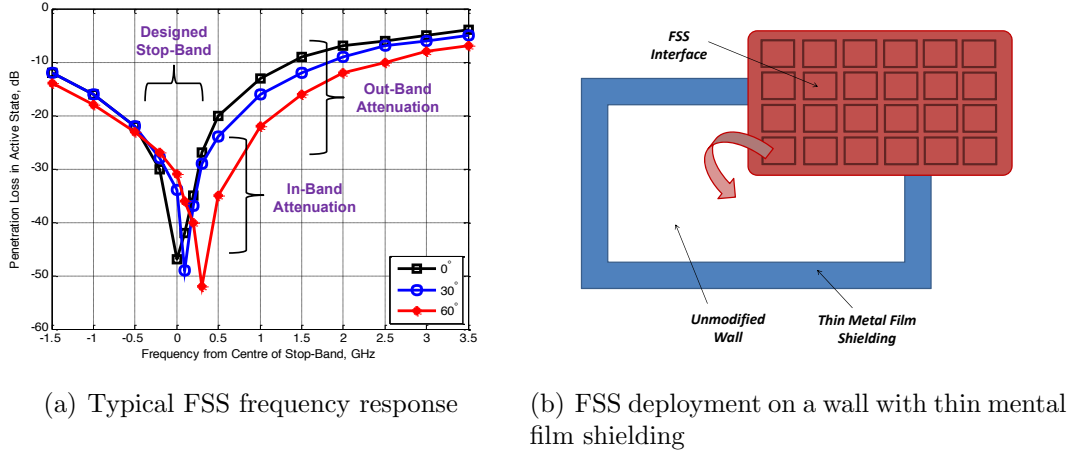 0
-10
-20
-30
-40
-50
-60
-1.5 -1 -0.5 0 0.5 1 1.5 2 2.5 3 3.5
Penetration Loss in Active State, dB
Frequency from Centre of Stop-Band, GHz
Designed
Stop-Band
Out-Band
Attenuation
In-Band
Attenuation
0°
30°
60°
FSS
Interface
Unmodified
Wall
Thin Metal Film
Shielding
(a) Typical FSS frequency response
(b) FSS deployment on a wall with thin mental
film shielding